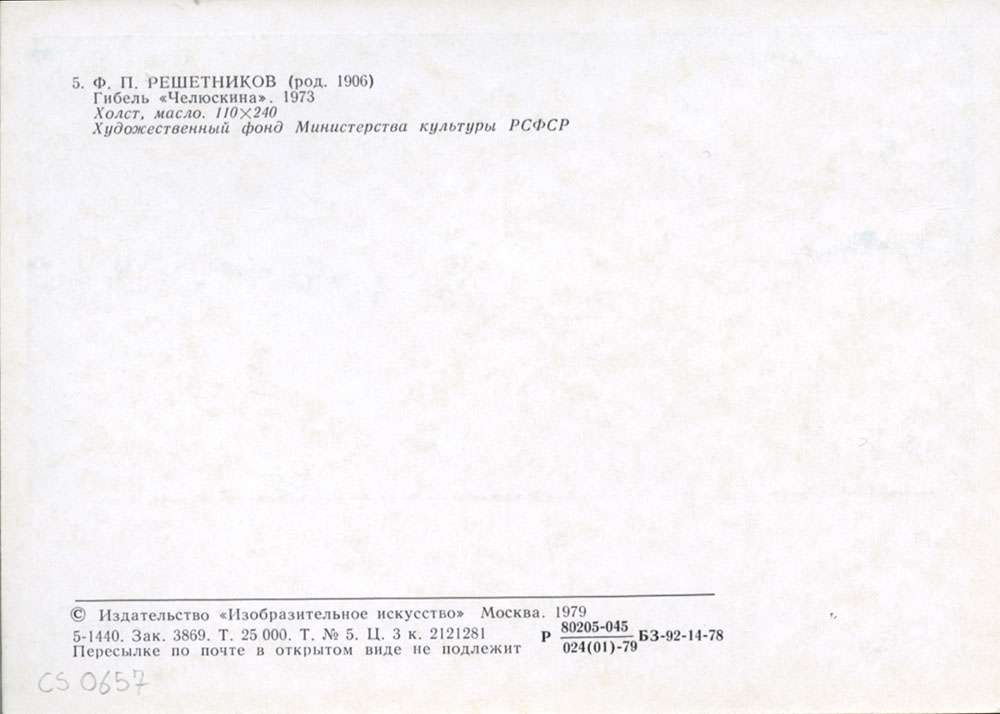 5. Ф. П. РЕШЕТНИКОВ (род. 1906)
Гибель «Челюскина». 1973
Холст, масло. 110×240
Художественный фонд Министерства культуры РСФСР
© Издательство «Изобразительное искусство» Москва. 1979
5-1440. Зак. 3869. Т. 25 000. Т. № 5. Ц. 3 к. 2121281
Р 80205-045 БЗ-92-14-78
024(01)-79
Пересылке по почте в открытом виде не подлежит
CS 0657